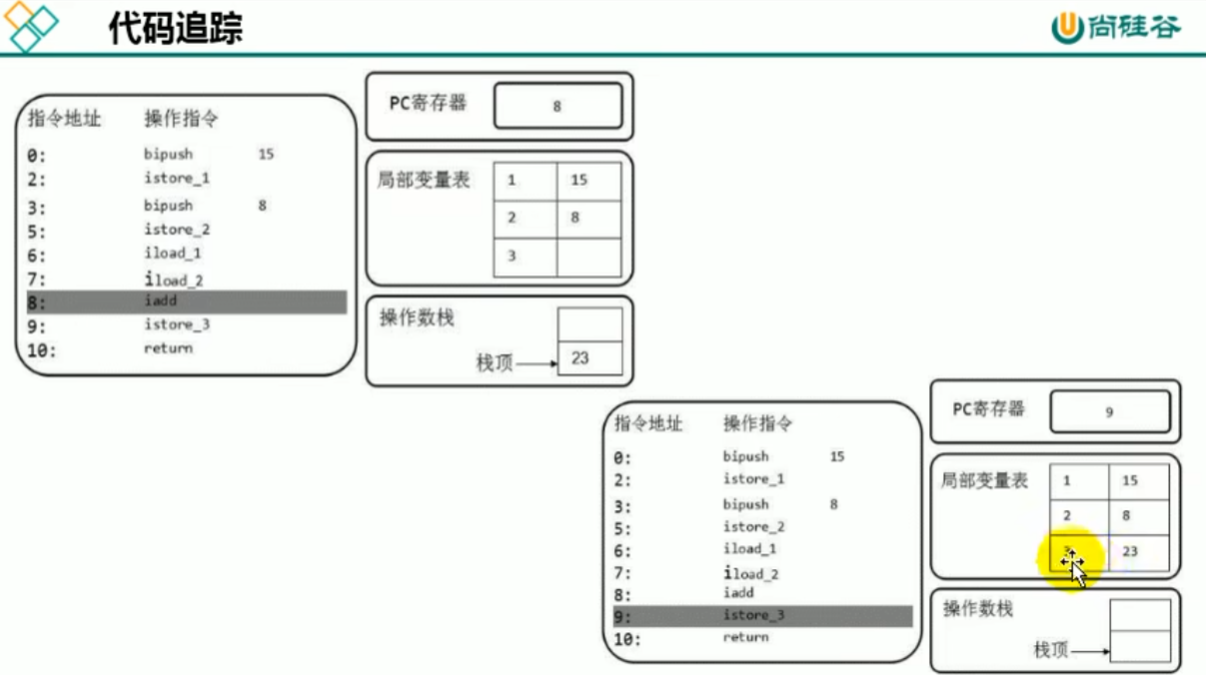 代码追踪
尚硅谷
指令地址 操作指令
0: bipush 15
2: istore_1
3: bipush 8
5: istore_2
6: iload_1
7: iload_2
8: iadd
9: istore_3
10: return
PC寄存器 8
局部变量表 1 15
2 8
3
操作数栈
栈顶 23
指令地址 操作指令
0: bipush 15
2: istore_1
3: bipush 8
5: istore_2
6: iload_1
7: iload_2
8: iadd
9: istore_3
10: return
PC寄存器 9
局部变量表 1 15
2 8
3 23
操作数栈
栈顶